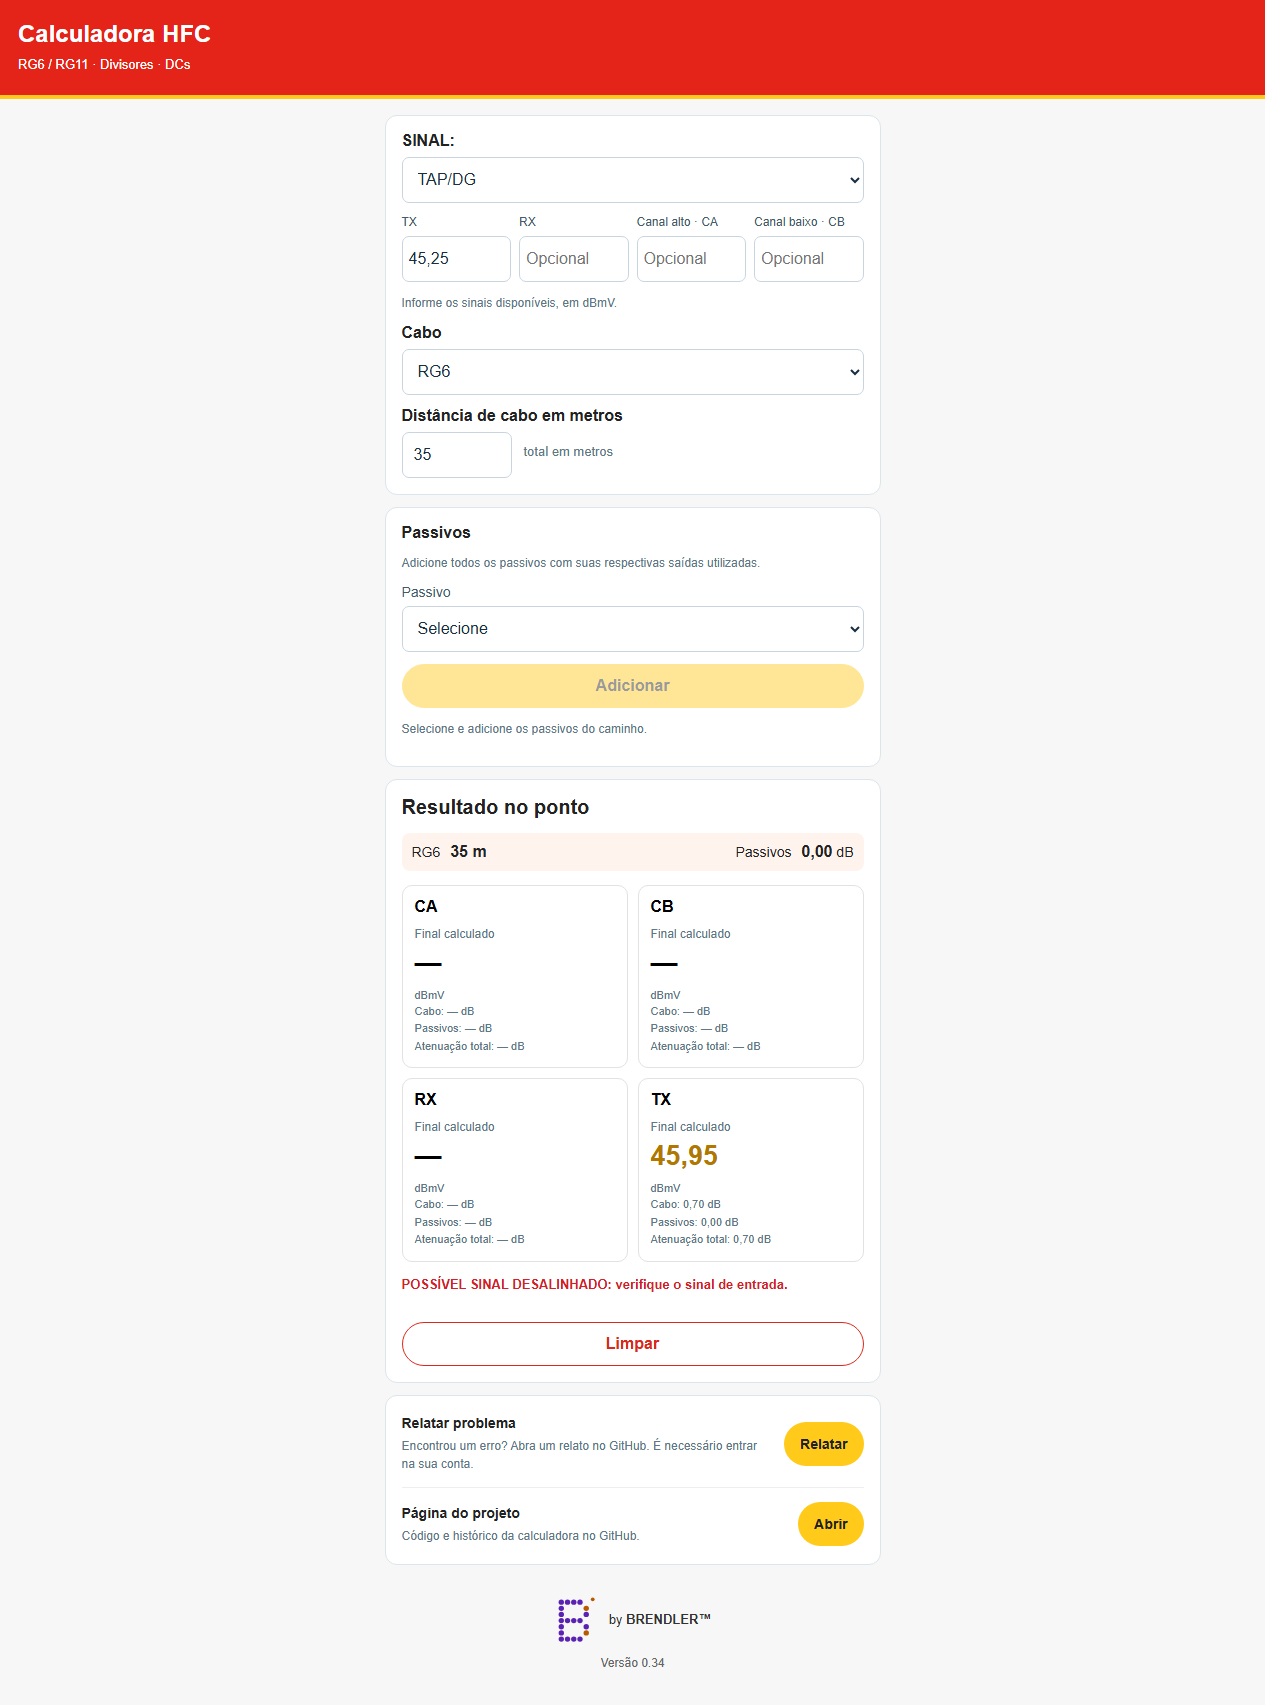 Calculadora HFC
RG6 / RG11 · Divisores · DCs
SINAL:
TAP/DG
TX RX Canal alto · CA Canal baixo · CB
45,25 Opcional Opcional Opcional
Informe os sinais disponíveis, em dBmV.
Cabo
RG6
Distância de cabo em metros
35 total em metros
Passivos
Adicione todos os passivos com suas respectivas saídas utilizadas.
Passivo
Selecione
Adicionar
Selecione e adicione os passivos do caminho.
Resultado no ponto
RG6 35 m Passivos 0,00 dB
CA
Final calculado
—
dBmV
Cabo: — dB
Passivos: — dB
Atenuação total: — dB
CB
Final calculado
—
dBmV
Cabo: — dB
Passivos: — dB
Atenuação total: — dB
RX
Final calculado
—
dBmV
Cabo: — dB
Passivos: — dB
Atenuação total: — dB
TX
Final calculado
45,95
dBmV
Cabo: 0,70 dB
Passivos: 0,00 dB
Atenuação total: 0,70 dB
POSSÍVEL SINAL DESALINHADO: verifique o sinal de entrada.
Limpar
Relatar problema
Encontrou um erro? Abra um relato no GitHub. É necessário entrar
na sua conta.
Relatar
Página do projeto
Código e histórico da calculadora no GitHub.
Abrir
B
by BRENDLER™
Versão 0.34